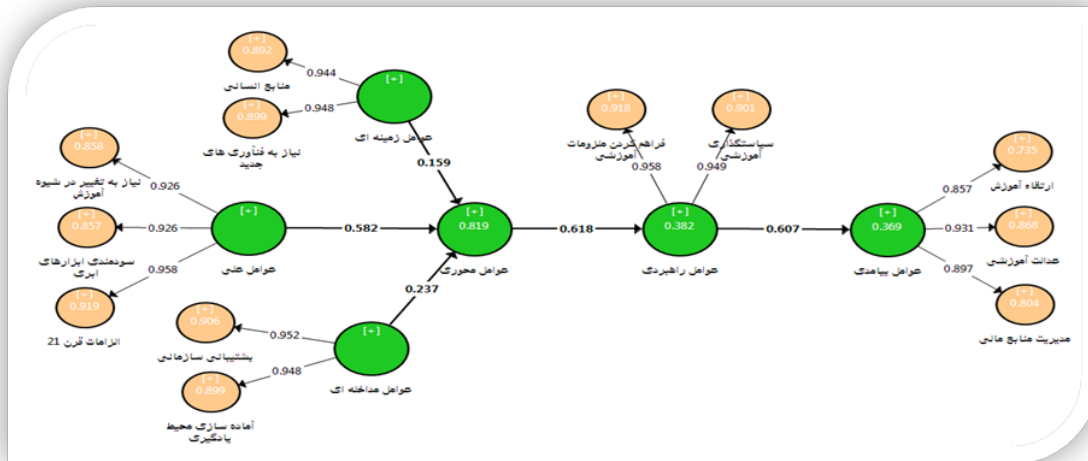 [+]
0.892
0.944
منابع انسانی
[+]
0.899
0.948
نیاز به فنّاوری های
جدید
[+]
عوامل زمینه ای
0.159
[+]
0.858
0.926
نیاز به تغییر در شیوه
آموزش
[+]
0.857
0.926
سودمندی ابزارهای
ابری
[+]
0.919
0.958
الزامات قرن 21
[+]
عوامل علی
0.582
[+]
0.906
0.952
پشتیبانی سازمانی
[+]
0.899
0.948
آماده سازی محیط
یادگیری
[+]
عوامل مداخله ای
0.237
[+]
0.819
عوامل محوری
0.618
[+]
0.918
0.958
فراهم کردن ملزومات
آموزشی
[+]
0.901
0.949
سیاستگذاری
آموزشی
[+]
0.382
عوامل راهبردی
0.607
[+]
0.369
عوامل پیامدی
[+]
0.735
0.857
ارتقاء آموزش
[+]
0.868
0.931
عدالت آموزشی
[+]
0.804
0.897
مدیریت منابع مالی